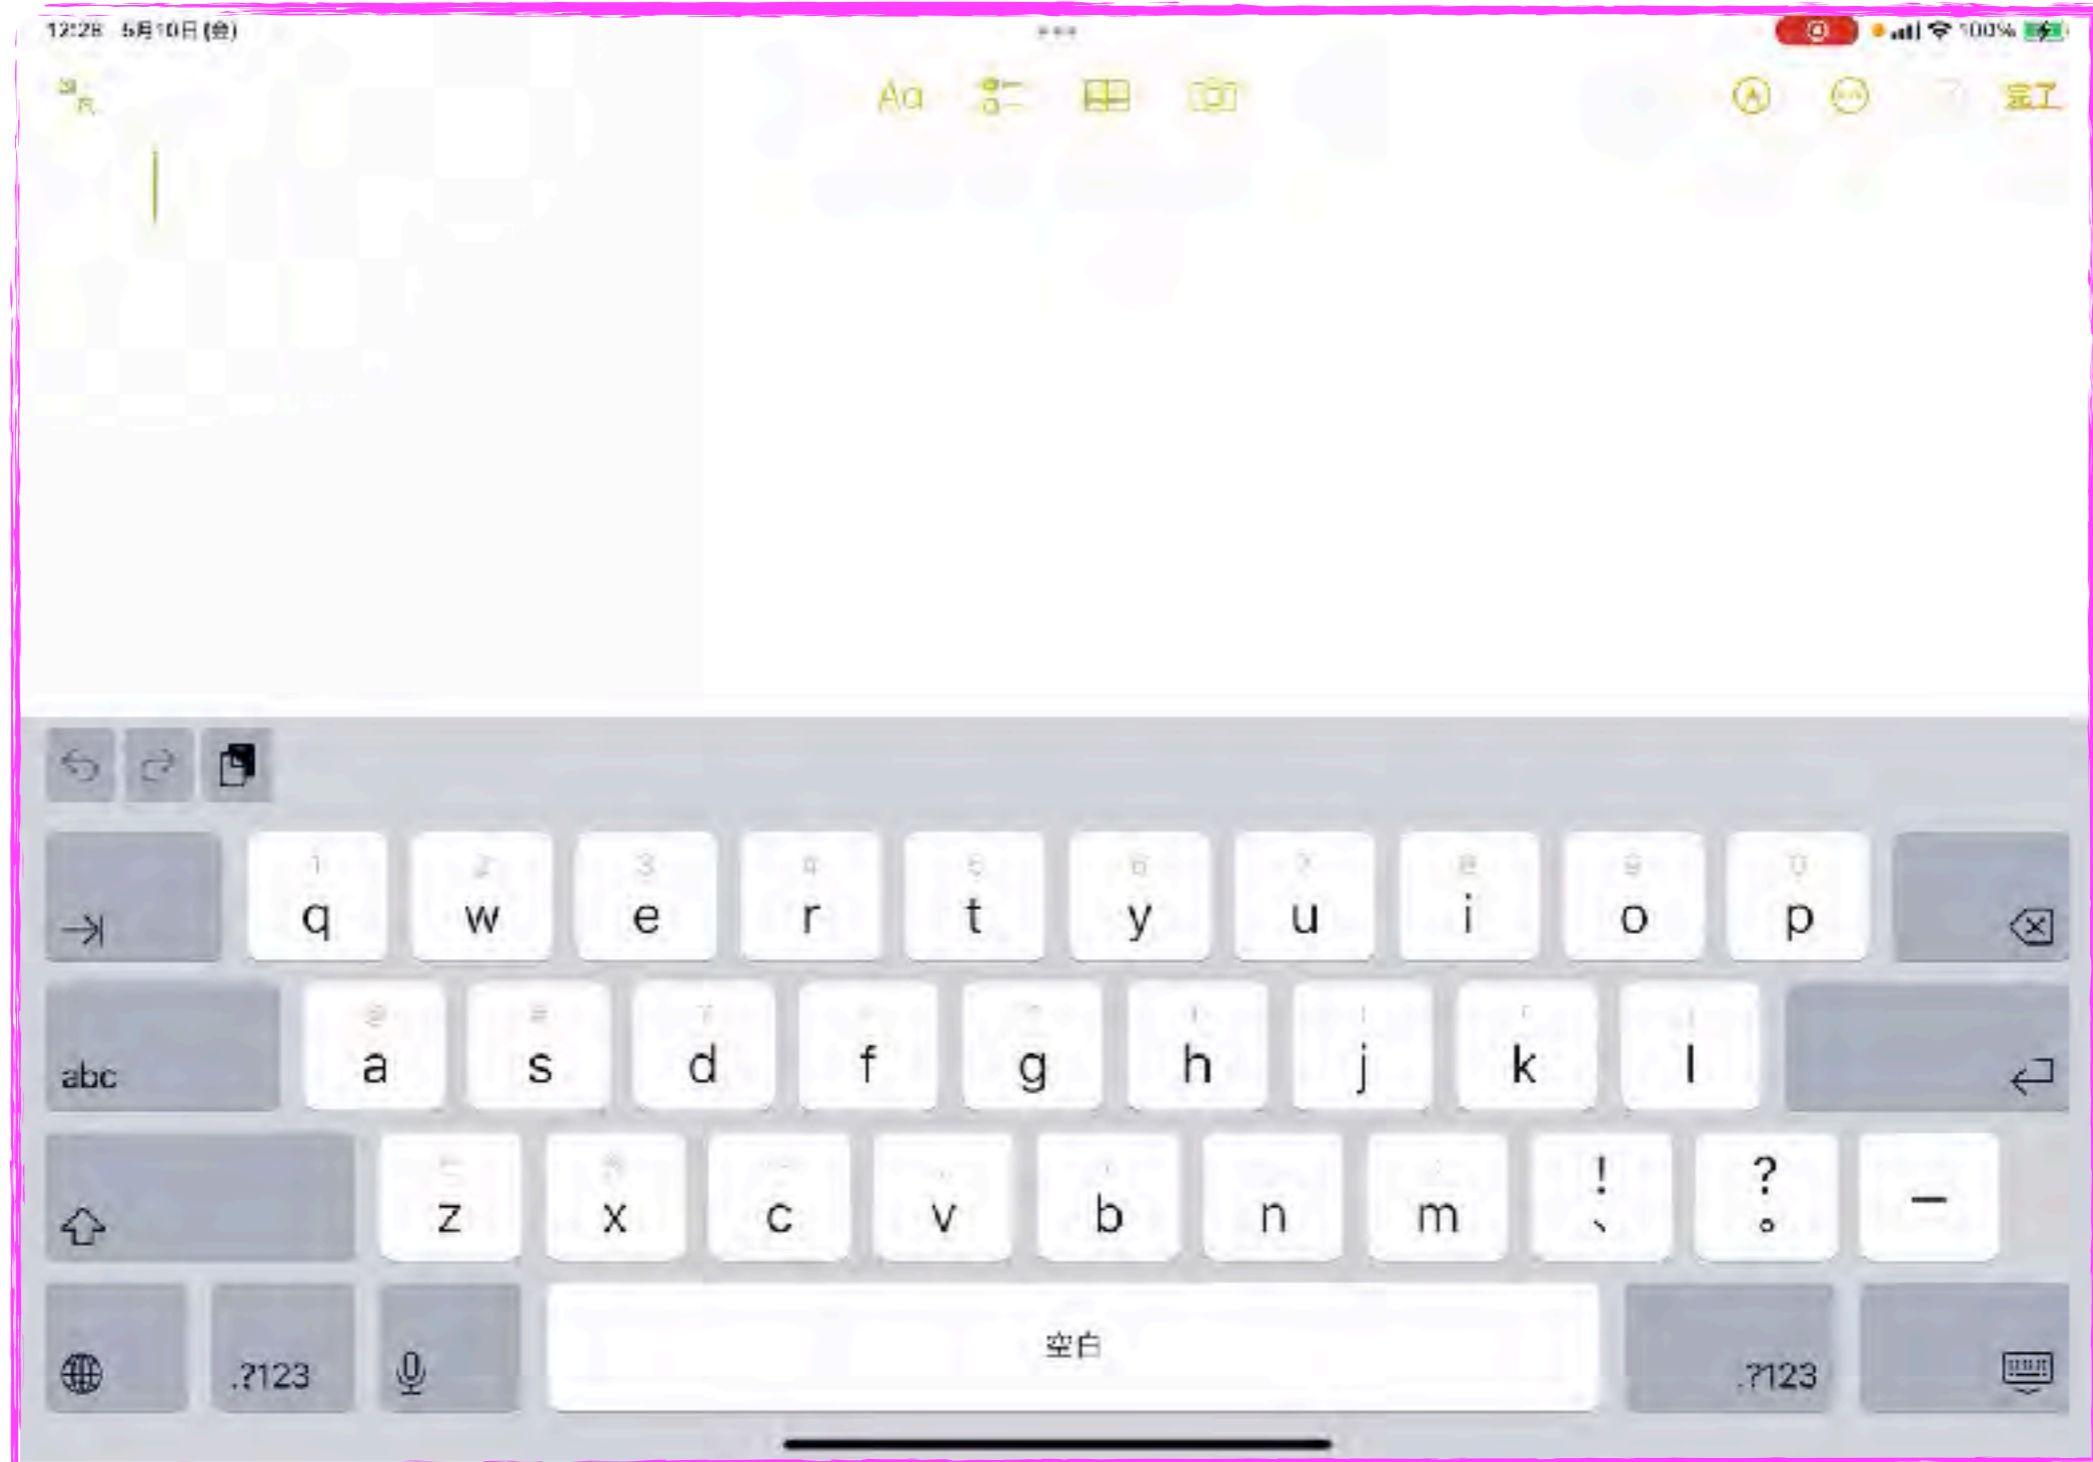 12:28 5月10日(金)
100%
Aa
完了
1 2 3 4 5 6 7 8 9 0
q w e r t y u i o p
abc a s d f g h j k l
! ?
z x c v b n m 、 。 ー
.?123 空白 .?123